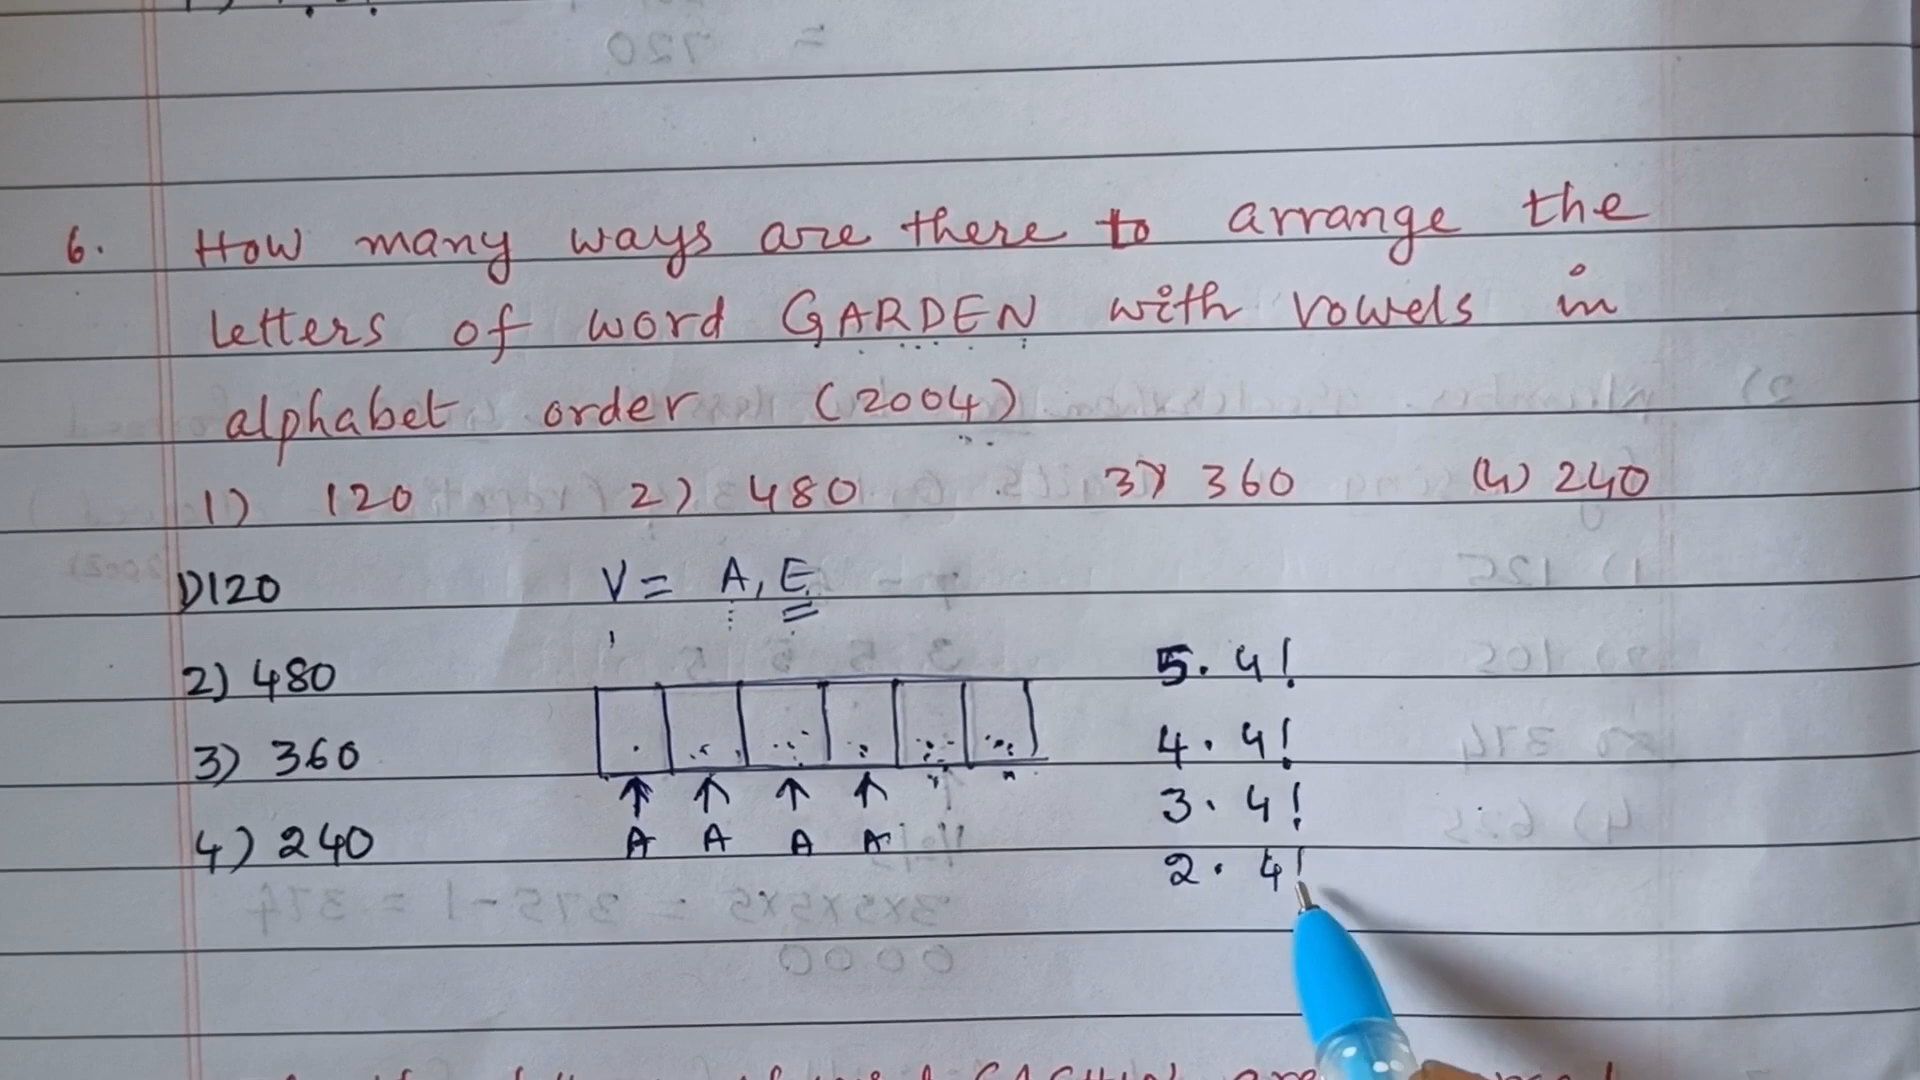 6. How many ways are there to arrange the
letters of word GARDEN with vowels in
alphabet order (2004)
1) 120 2) 480 3) 360 (4) 240
1) 120 V = A, E
2) 480 5. 4!
3) 360 4. 4!
A A A A 3. 4!
4) 240 2. 4!